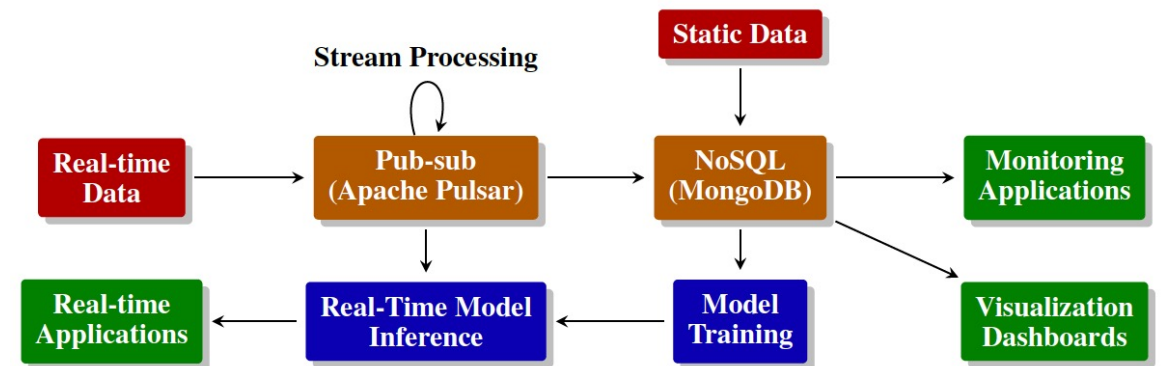 Static Data
Stream Processing
Real-time
Data
Pub-sub
(Apache Pulsar)
NoSQL
(MongoDB)
Monitoring
Applications
Real-time
Applications
Real-Time Model
Inference
Model
Training
Visualization
Dashboards